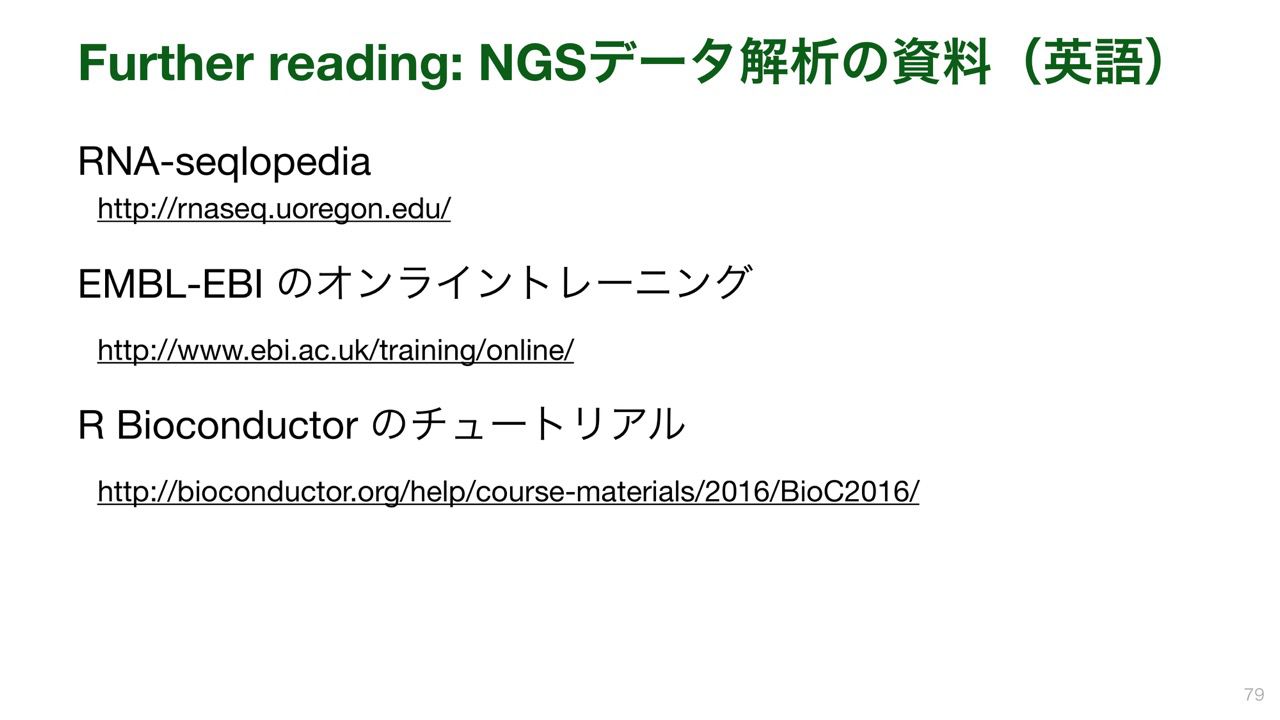 Further reading: NGSデータ解析の資料（英語）
RNA-seqlopedia
http://rnaseq.uoregon.edu/
EMBL-EBI のオンライントレーニング
http://www.ebi.ac.uk/training/online/
R Bioconductor のチュートリアル
http://bioconductor.org/help/course-materials/2016/BioC2016/
79